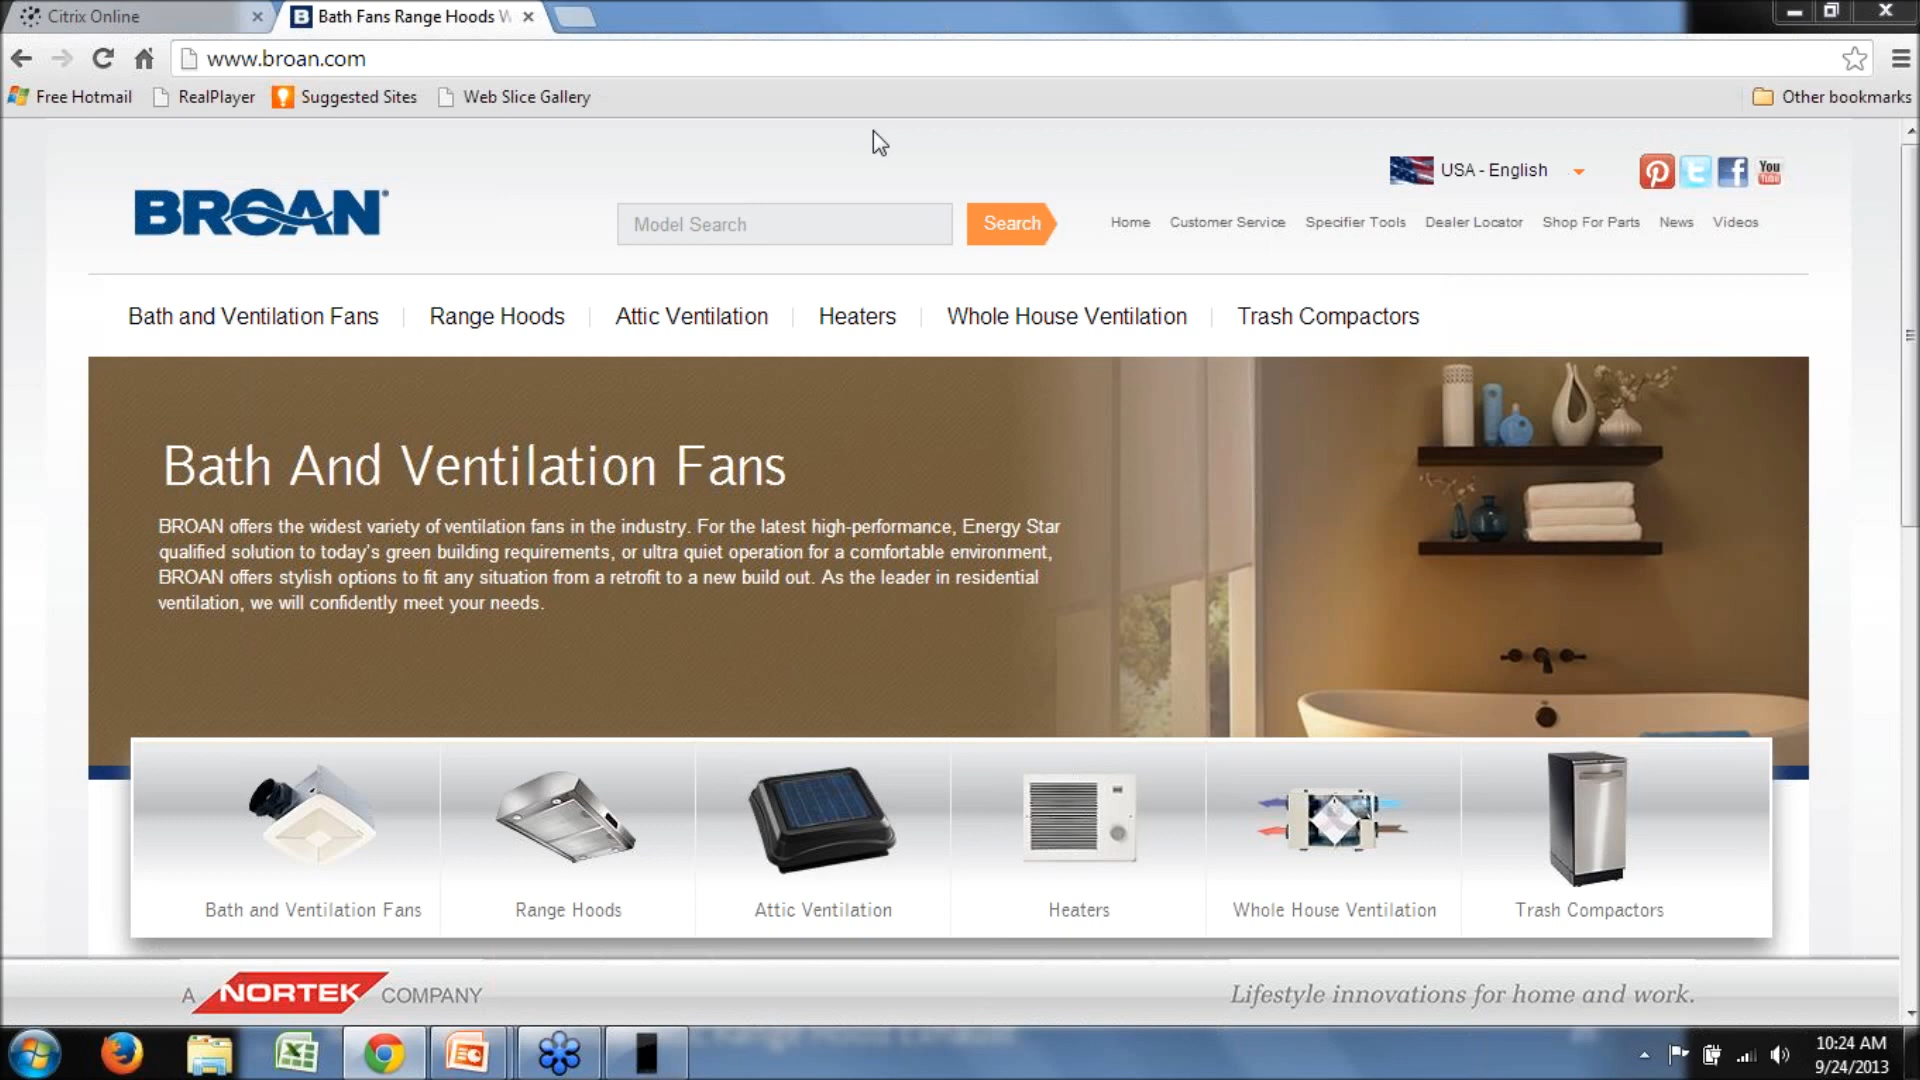 Citrix Online
Bath Fans Range Hoods W
www.broan.com
Free Hotmail
RealPlayer
Suggested Sites
Web Slice Gallery
Other bookmarks
USA - English
You
Tube
BROAN
Model Search
Search
Home
Customer Service
Specifier Tools
Dealer Locator
Shop For Parts
News
Videos
Bath and Ventilation Fans
Range Hoods
Attic Ventilation
Heaters
Whole House Ventilation
Trash Compactors
Bath And Ventilation Fans
BROAN offers the widest variety of ventilation fans in the industry. For the latest high-performance, Energy Star
qualified solution to today's green building requirements, or ultra quiet operation for a comfortable environment,
BROAN offers stylish options to fit any situation from a retrofit to a new build out. As the leader in residential
ventilation, we will confidently meet your needs.
Bath and Ventilation Fans
Range Hoods
Attic Ventilation
Heaters
Whole House Ventilation
Trash Compactors
A NORTEK COMPANY
Lifestyle innovations for home and work.
10:24 AM
9/24/2013